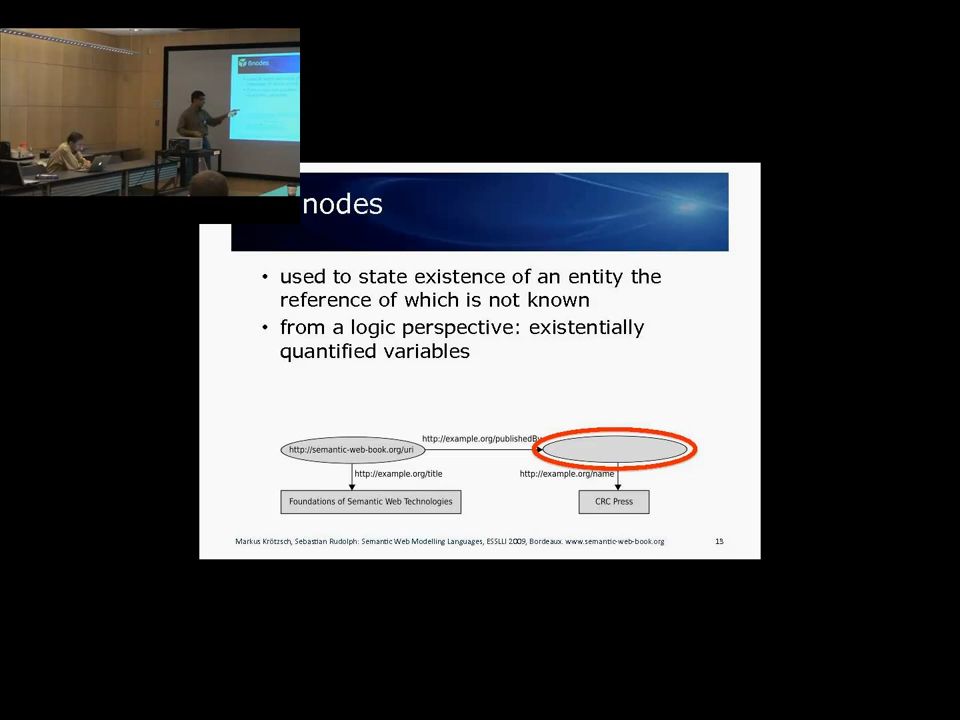 Bnodes
nodes
• used to state existence of an entity the
reference of which is not known
• from a logic perspective: existentially
quantified variables
http://example.org/publishedBy
http://semantic-web-book.org/uri
http://example.org/title
http://example.org/name
Foundations of Semantic Web Technologies
CRC Press
Markus Krötzsch, Sebastian Rudolph: Semantic Web Modelling Languages, ESSLLI 2009, Bordeaux. www.semantic-web-book.org 13